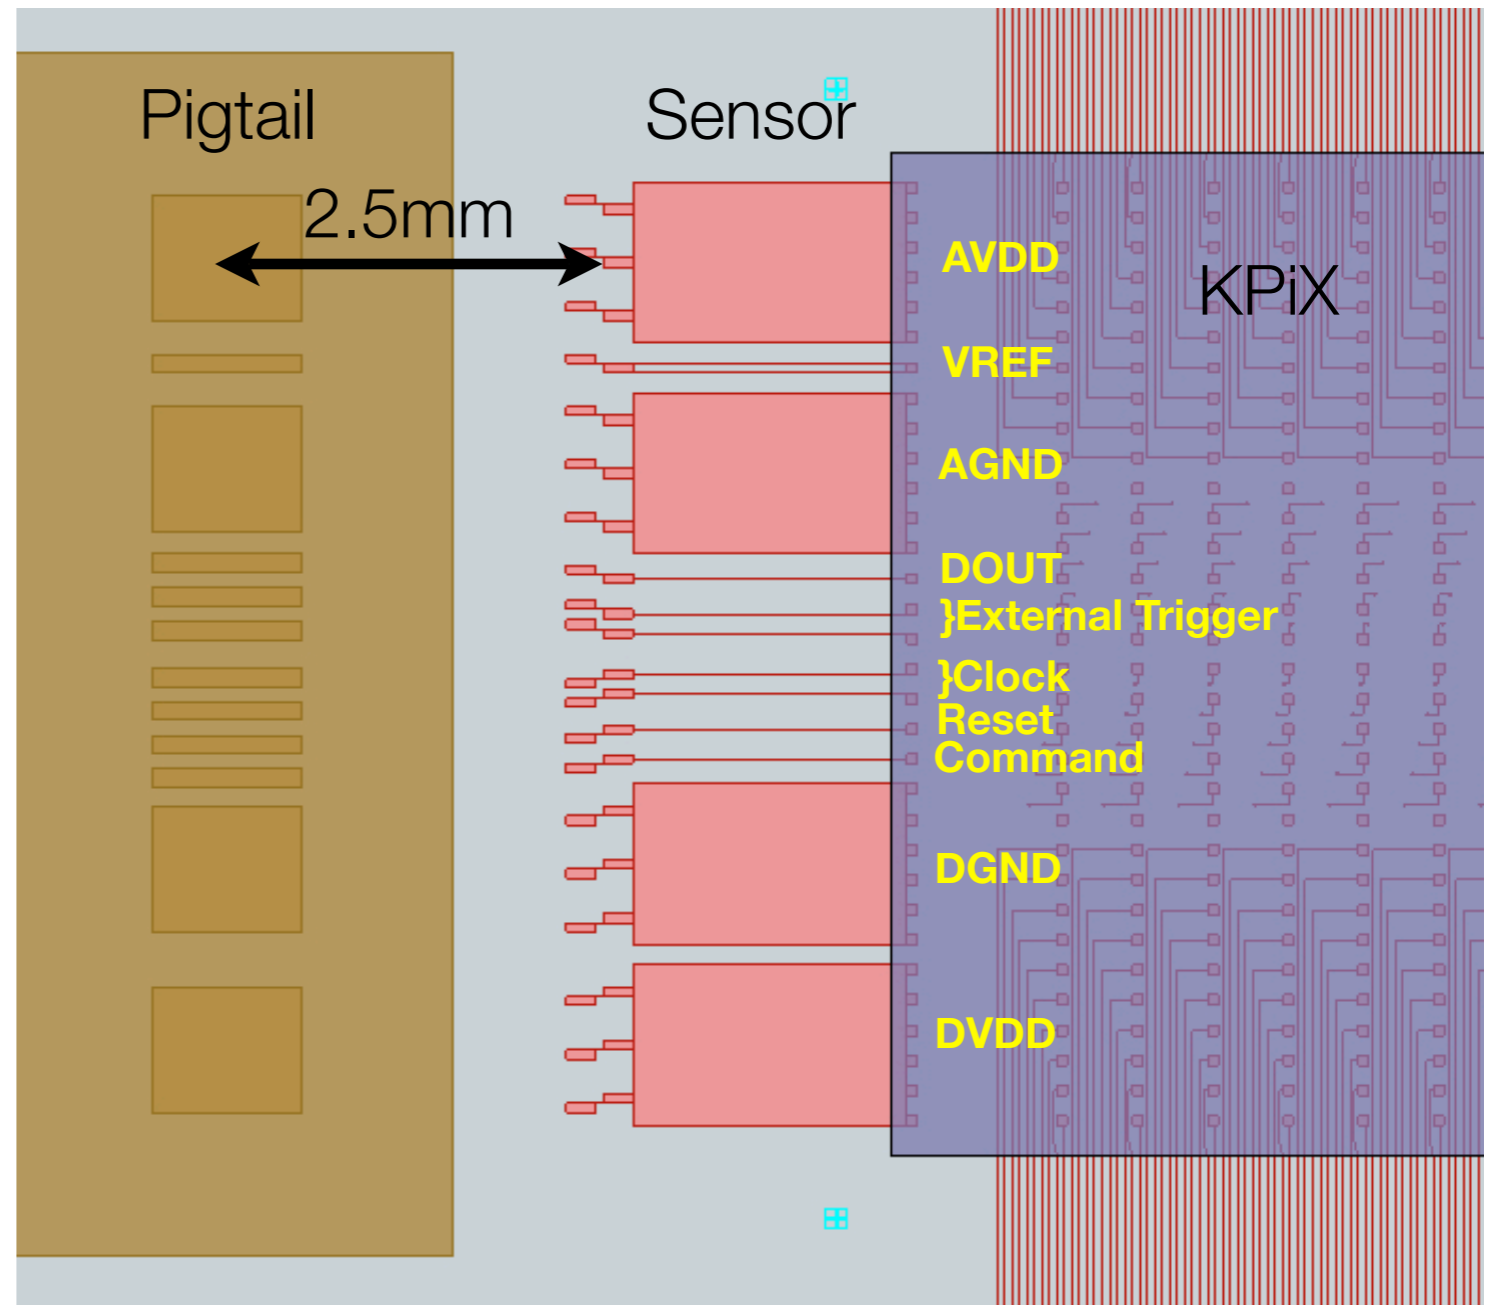 Pigtail
Sensor
2.5mm
AVDD
KPiX
VREF
AGND
DOUT
}External Trigger
}Clock
Reset
Command
DGND
DVDD